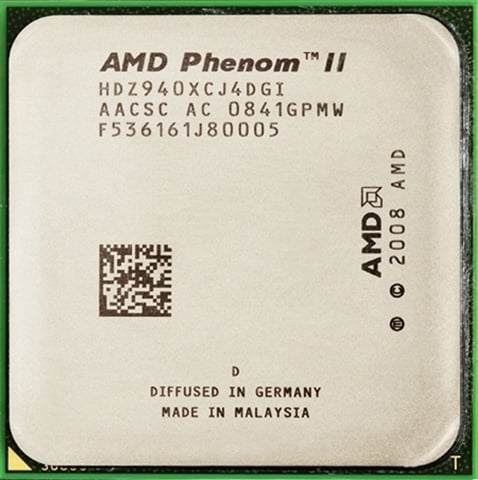 AMD Phenom™ II
HDZ940XCJ4DGI
AACSC AC 0841GPMW
F536161J80005
AMD
Ⓜ © 2008 AMD
D
DIFFUSED IN GERMANY
MADE IN MALAYSIA
T